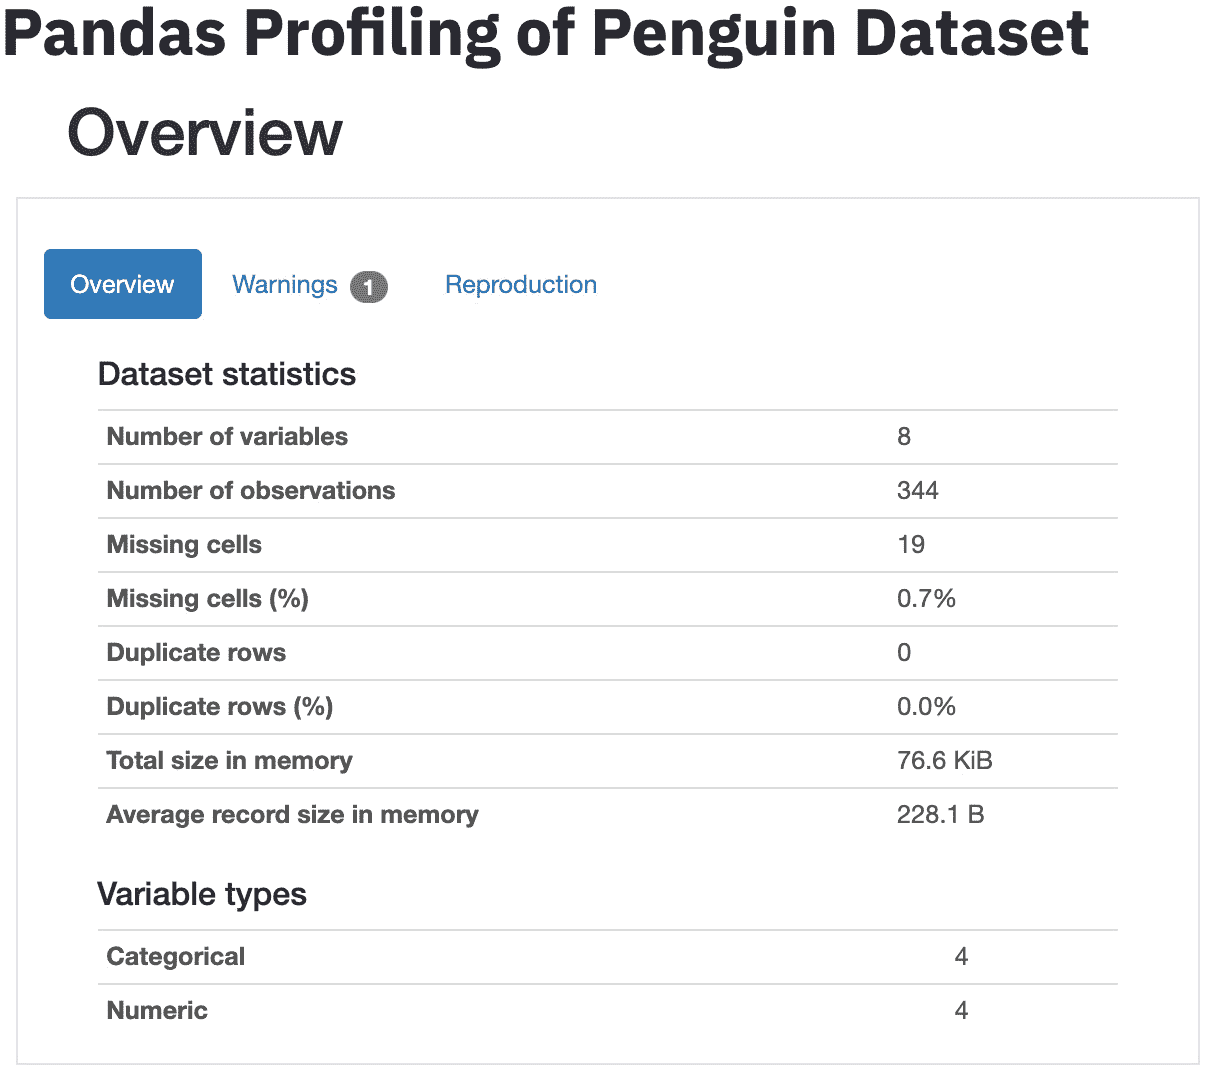 Pandas Profiling of Penguin Dataset
Overview
Overview Warnings 1 Reproduction
Dataset statistics
Number of variables 8
Number of observations 344
Missing cells 19
Missing cells (%) 0.7%
Duplicate rows 0
Duplicate rows (%) 0.0%
Total size in memory 76.6 KiB
Average record size in memory 228.1 B
Variable types
Categorical 4
Numeric 4